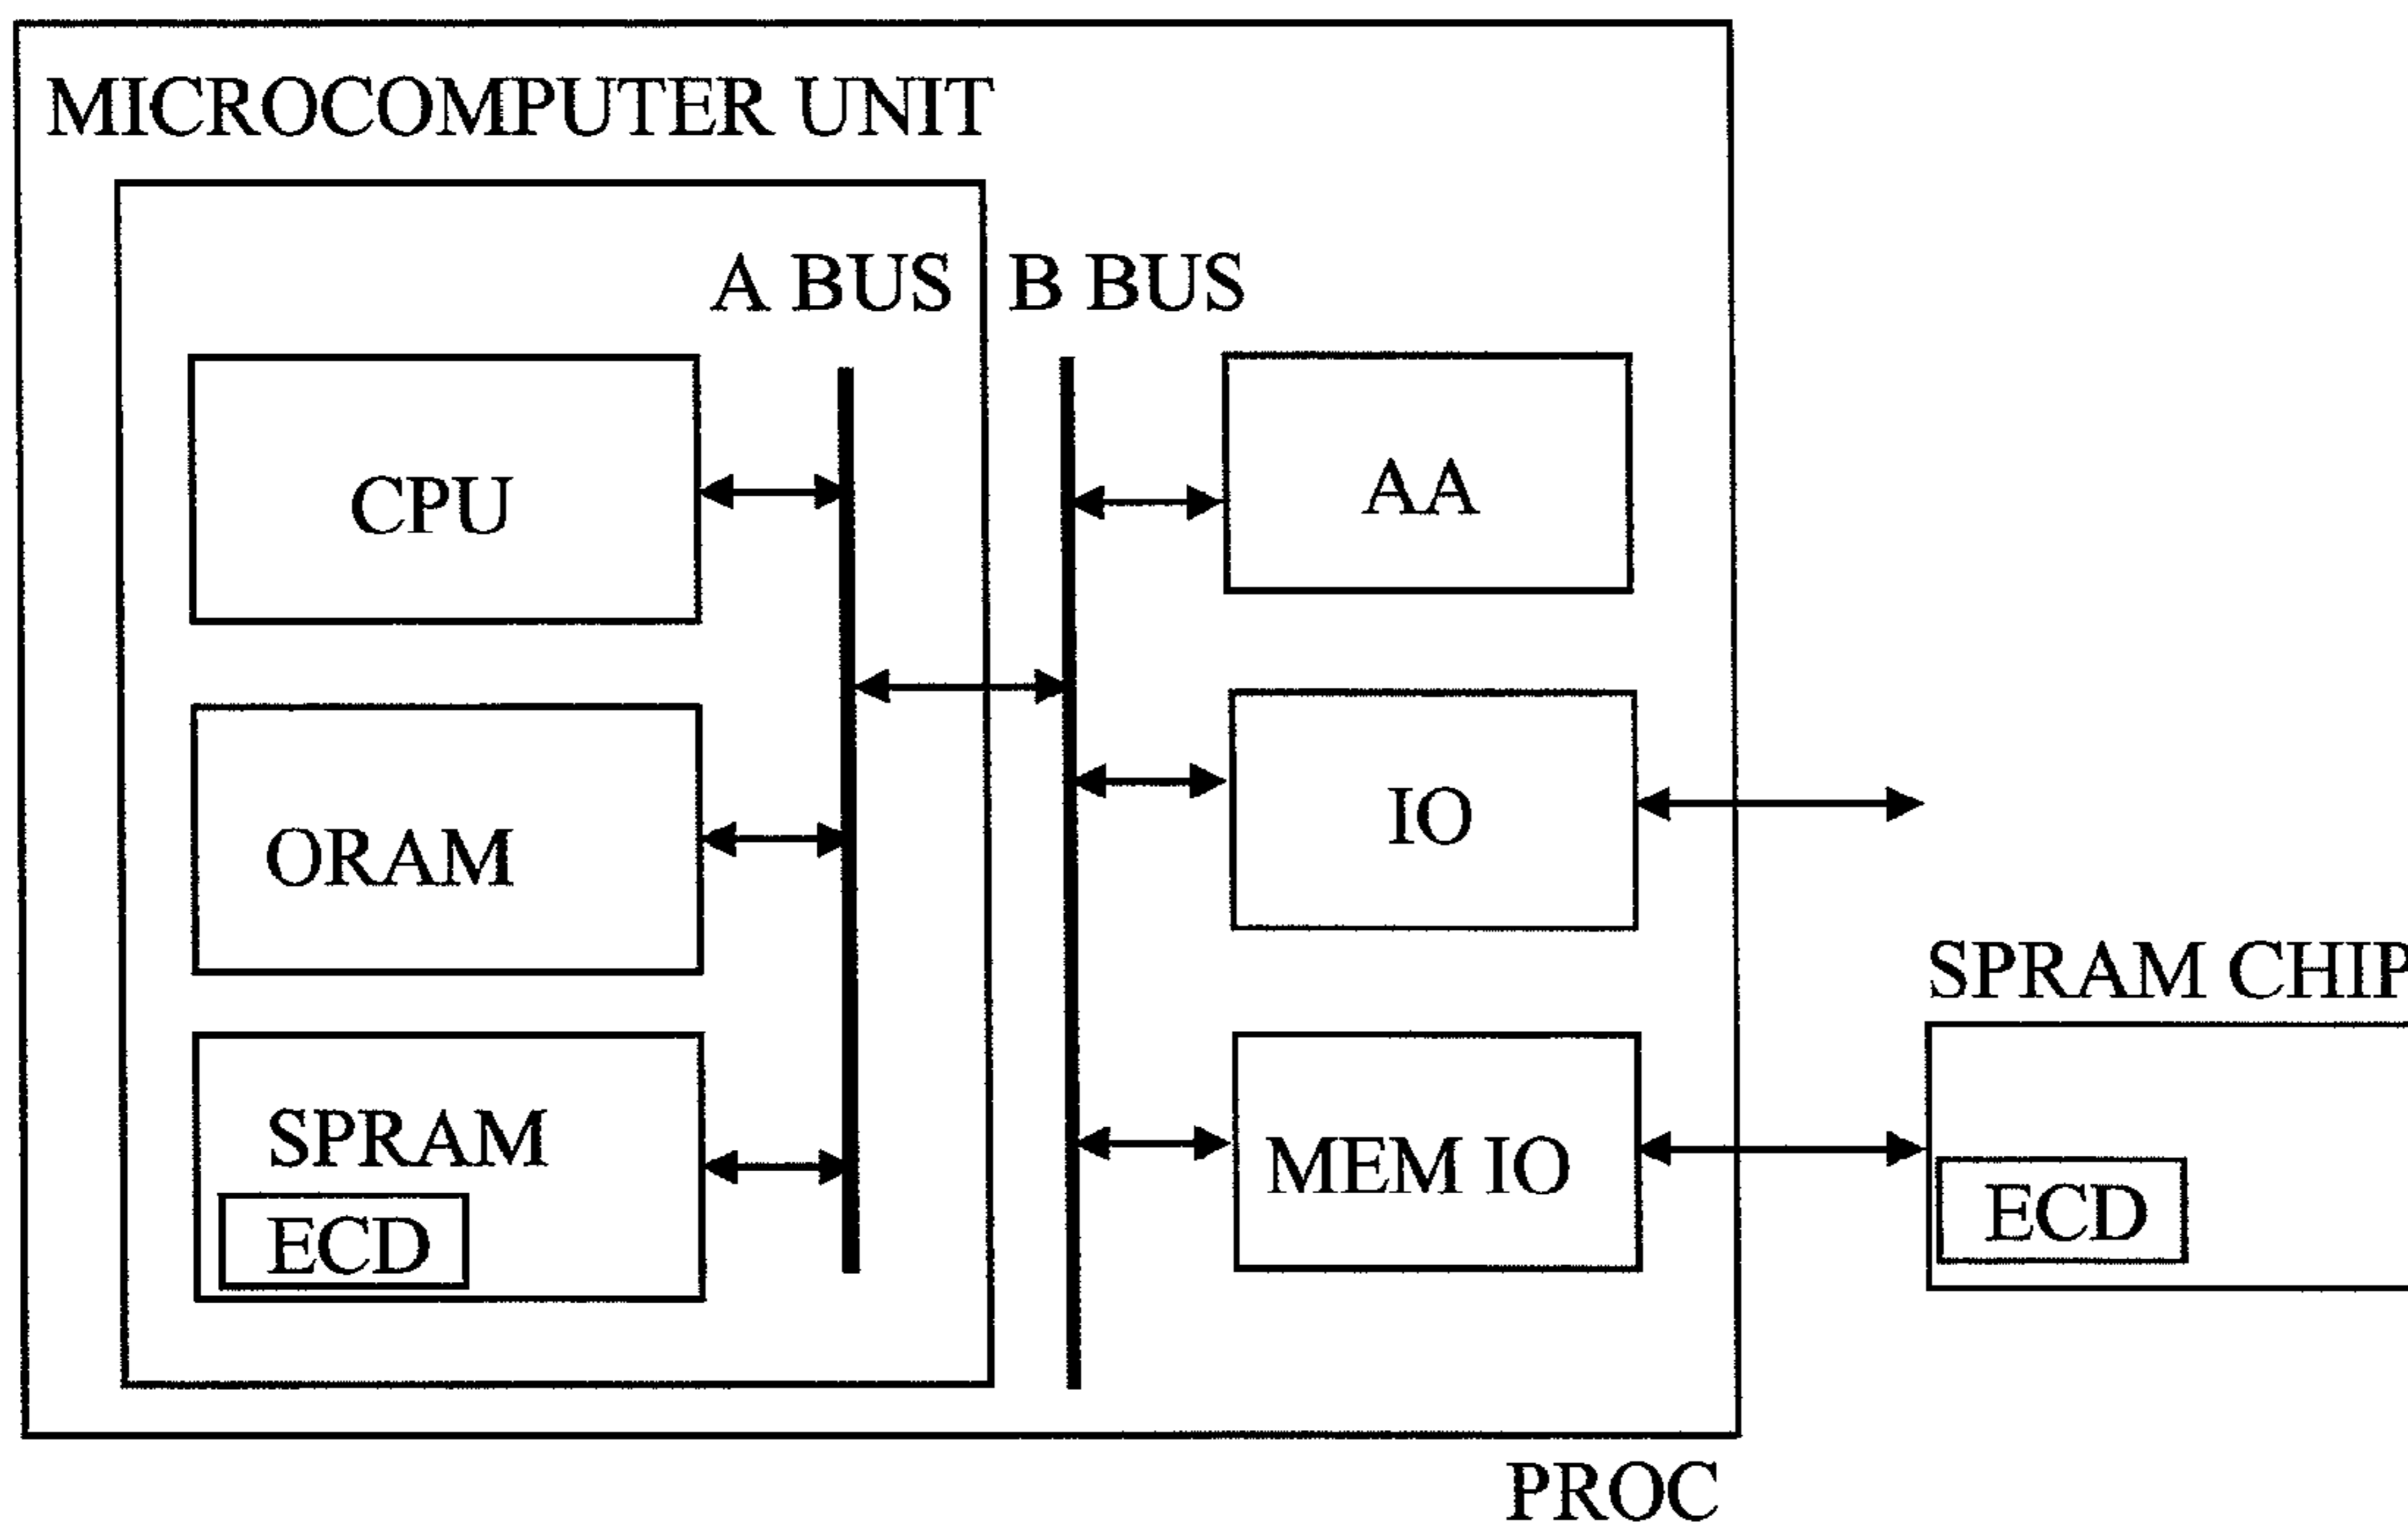 MICROCOMPUTER UNIT
A BUS
B BUS
CPU
AA
ORAM
IO
SPRAM CHIP
SPRAM
MEM IO
ECD
ECD
PROC